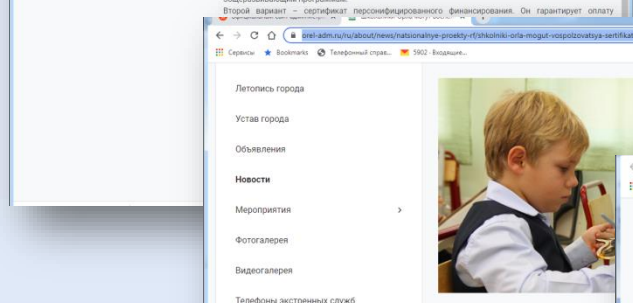 Второй вариант – сертификат персонифицированного финансирования. Он гарантирует оплату
orel-adm.ru/ru/about/news/natsionalnye-proekty-rf/shkolniki-orla-mogut-vospolzovatsya-sertifikat
Сервисы Bookmarks Телефонный справ... 5902 - Входящие...
Летопись города
Устав города
Объявления
Новости
Мероприятия >
Фотогалерея
Видеогалерея
Телефоны экстренных служб